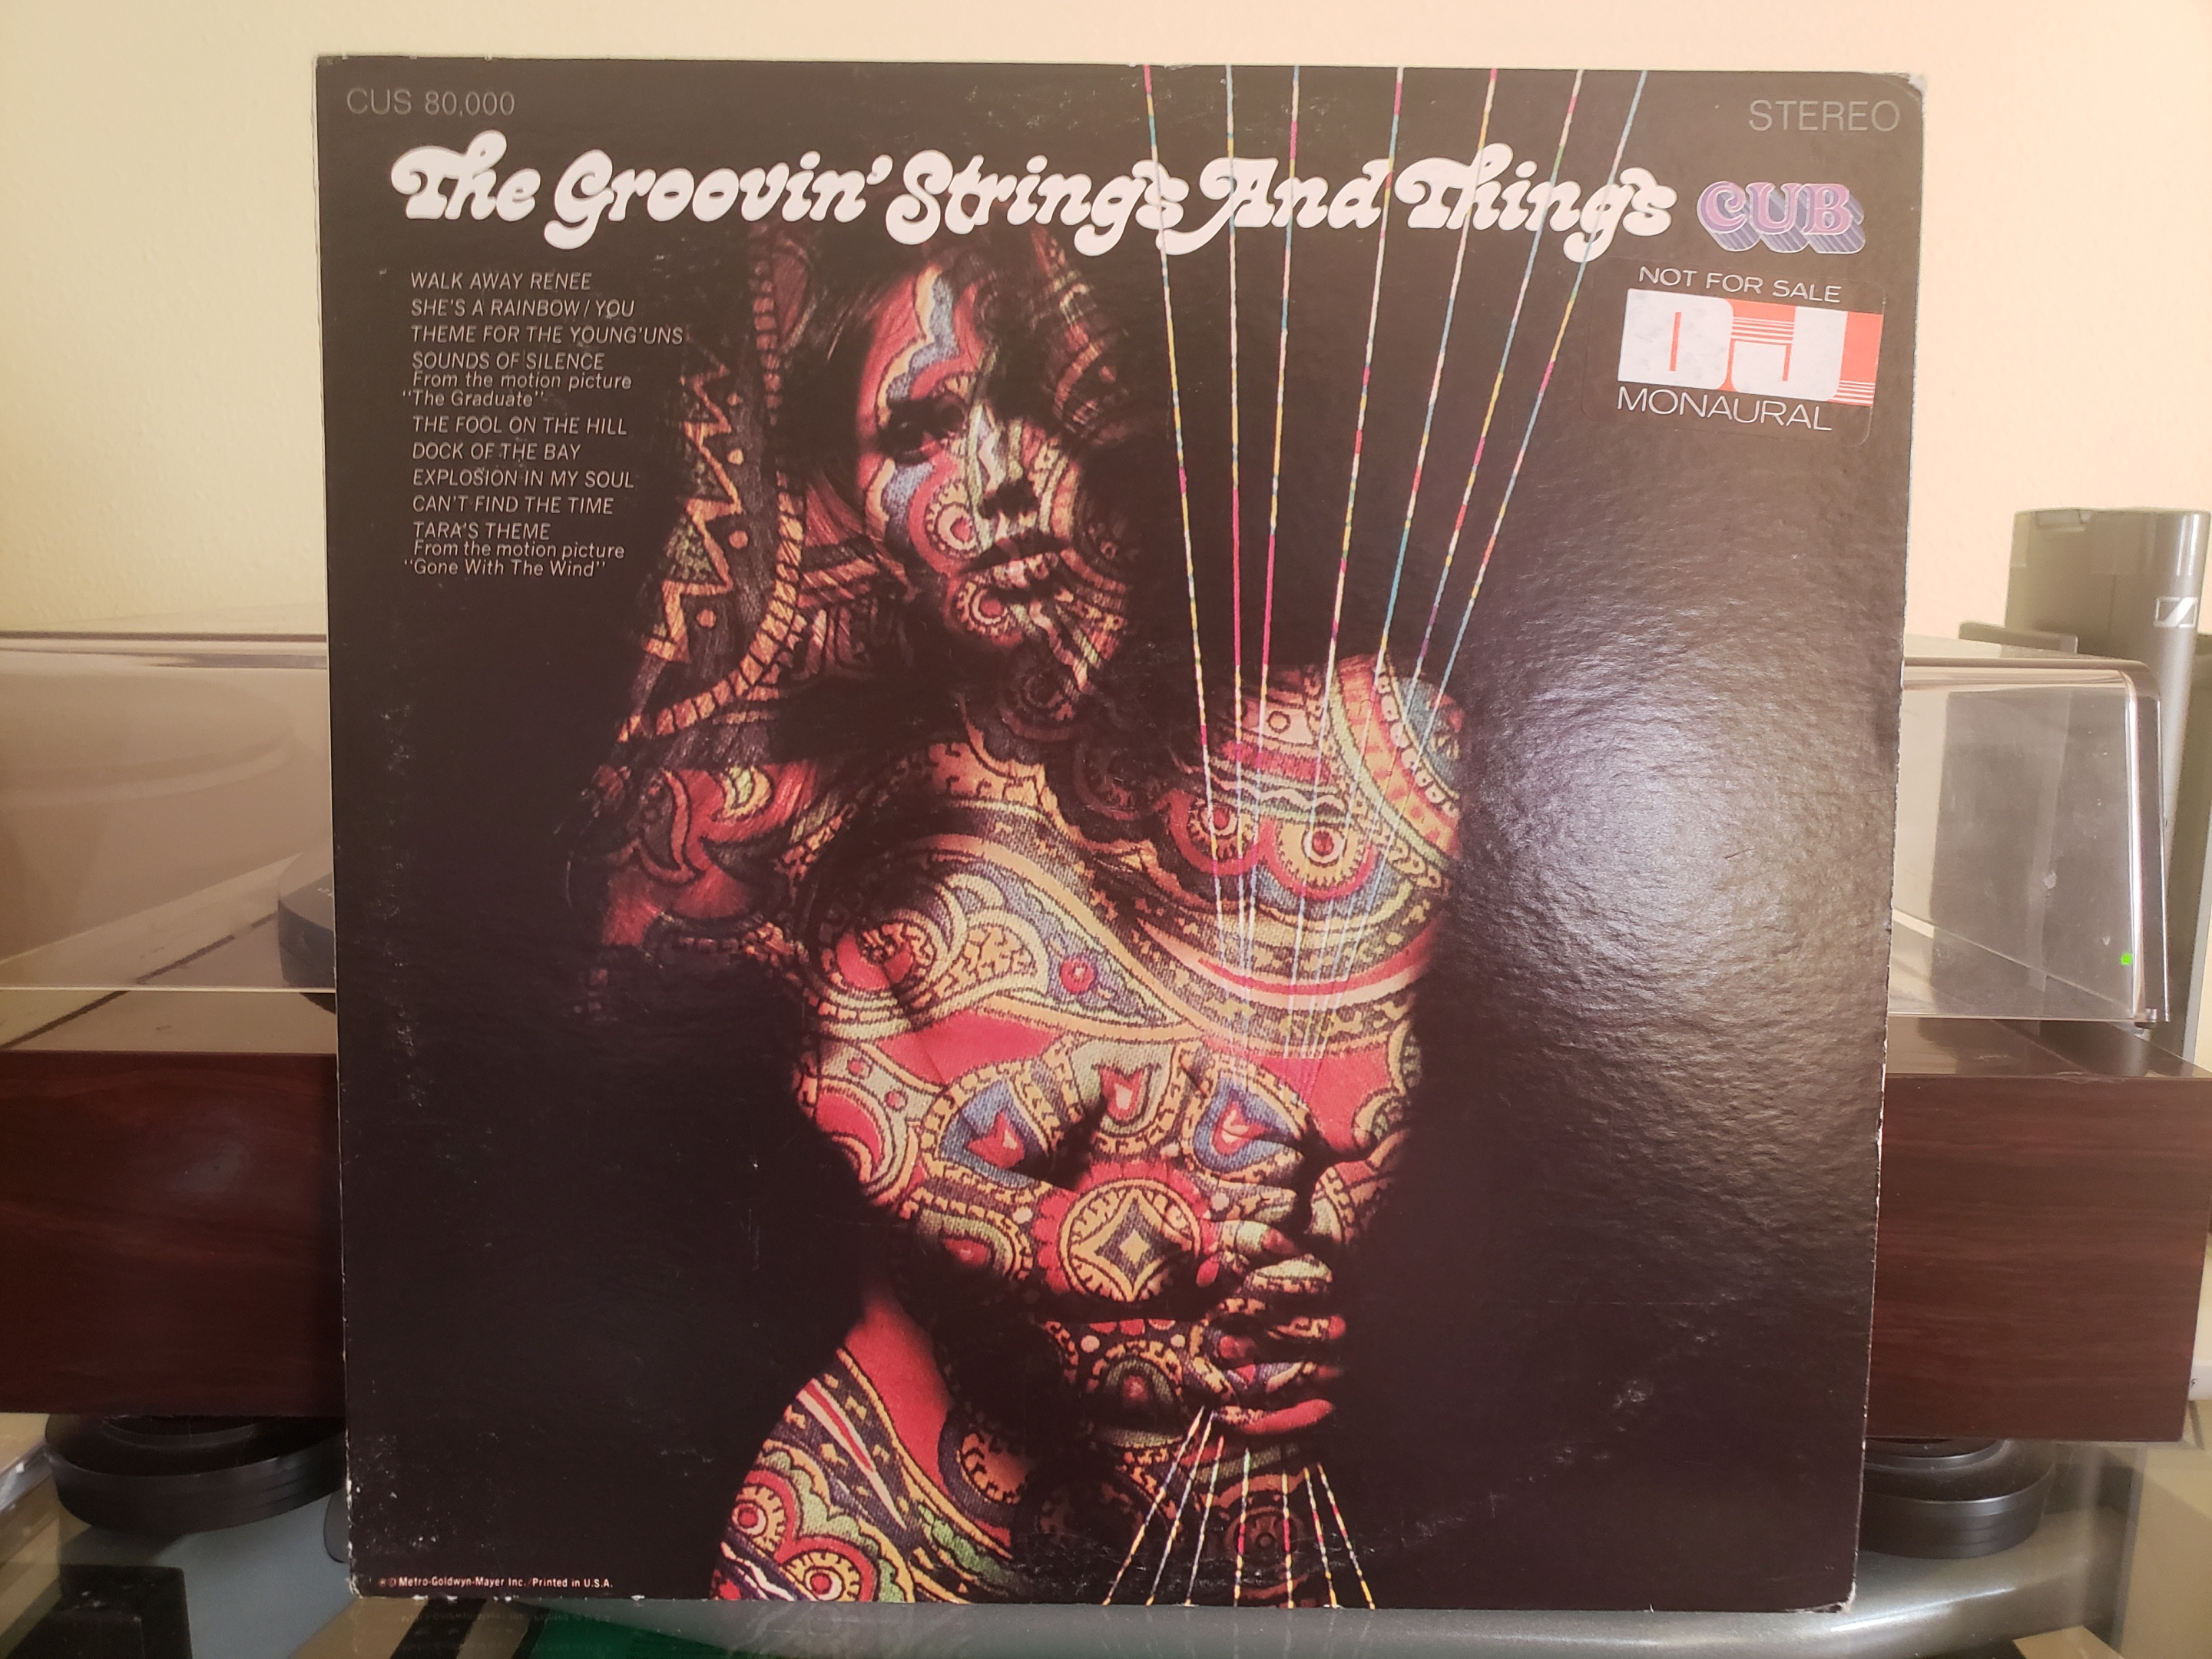 CUS 80,000
STEREO
The Groovin' Strings And Things
CUB
NOT FOR SALE
DJ
MONAURAL
WALK AWAY RENEE
SHE'S A RAINBOW / YOU
THEME FOR THE YOUNG'UNS
SOUNDS OF SILENCE
From the motion picture
"The Graduate"
THE FOOL ON THE HILL
DOCK OF THE BAY
EXPLOSION IN MY SOUL
CAN'T FIND THE TIME
TARA'S THEME
From the motion picture
"Gone With The Wind"
Metro-Goldwyn-Mayer Inc./Printed in U.S.A.